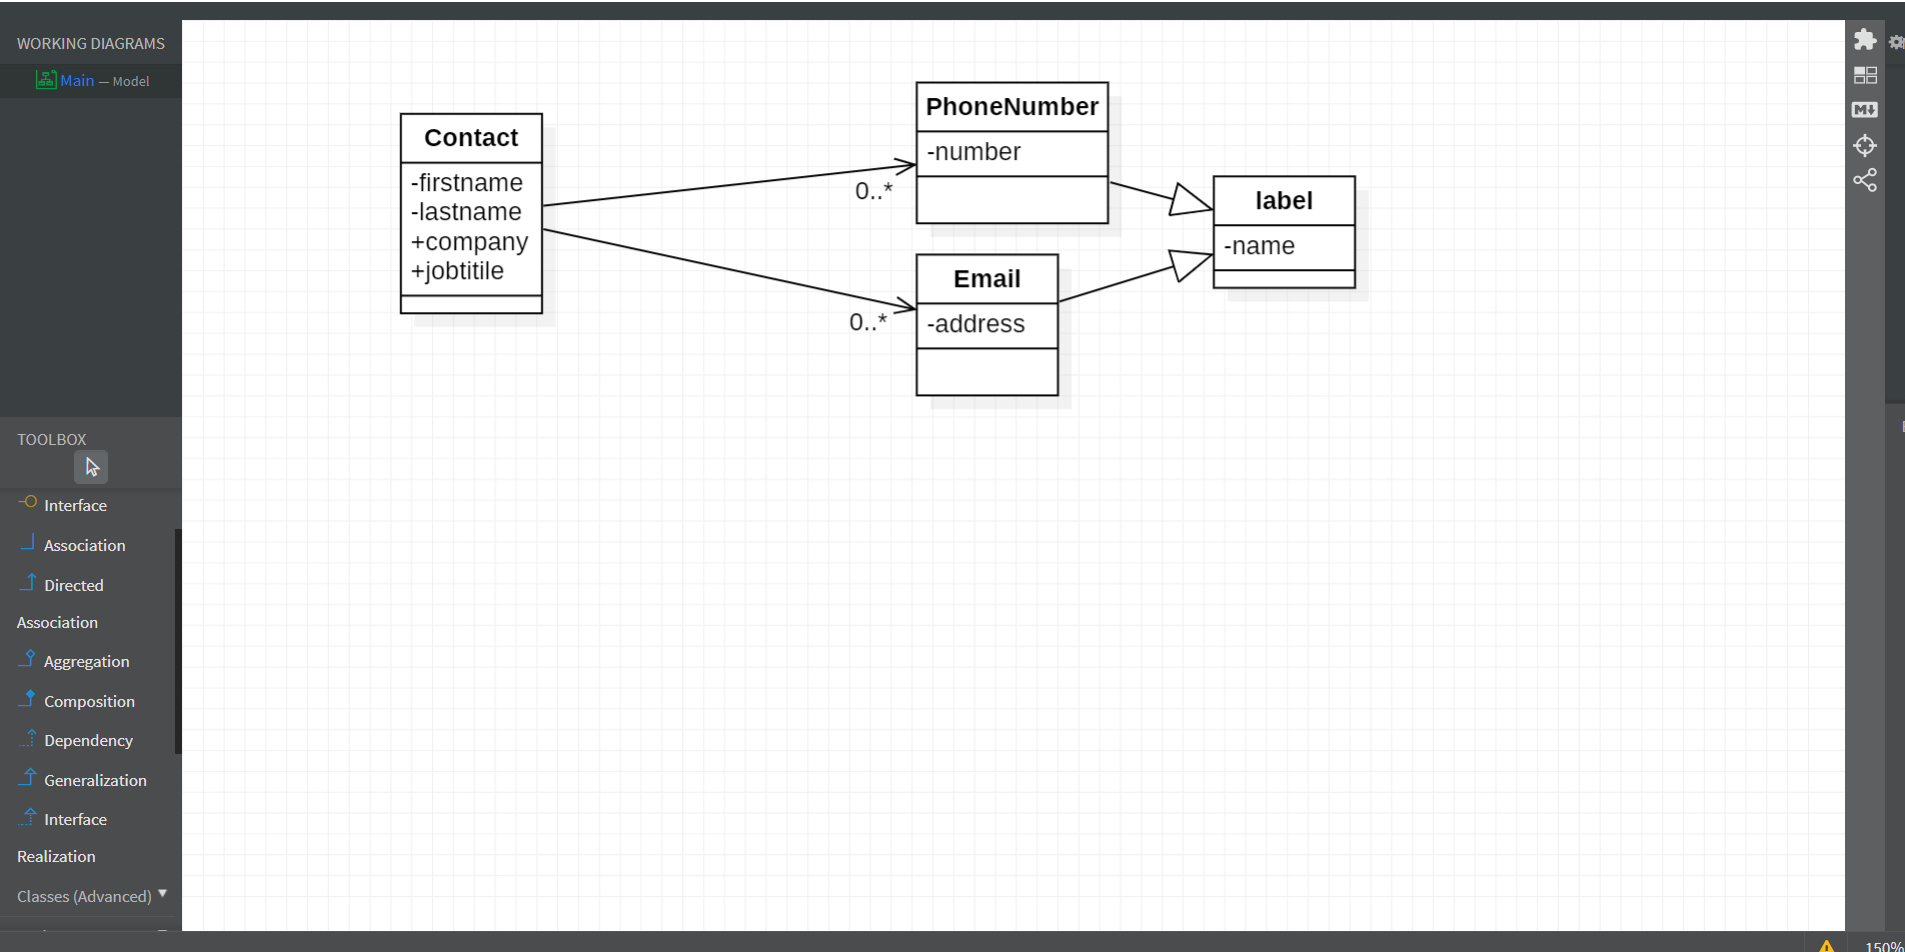 WORKING DIAGRAMS
Main — Model
TOOLBOX
Interface
Association
Directed
Association
Aggregation
Composition
Dependency
Generalization
Interface
Realization
Classes (Advanced)
Contact
-firstname
-lastname
+company
+jobtitile
0..*
0..*
PhoneNumber
-number
Email
-address
label
-name
M
150%